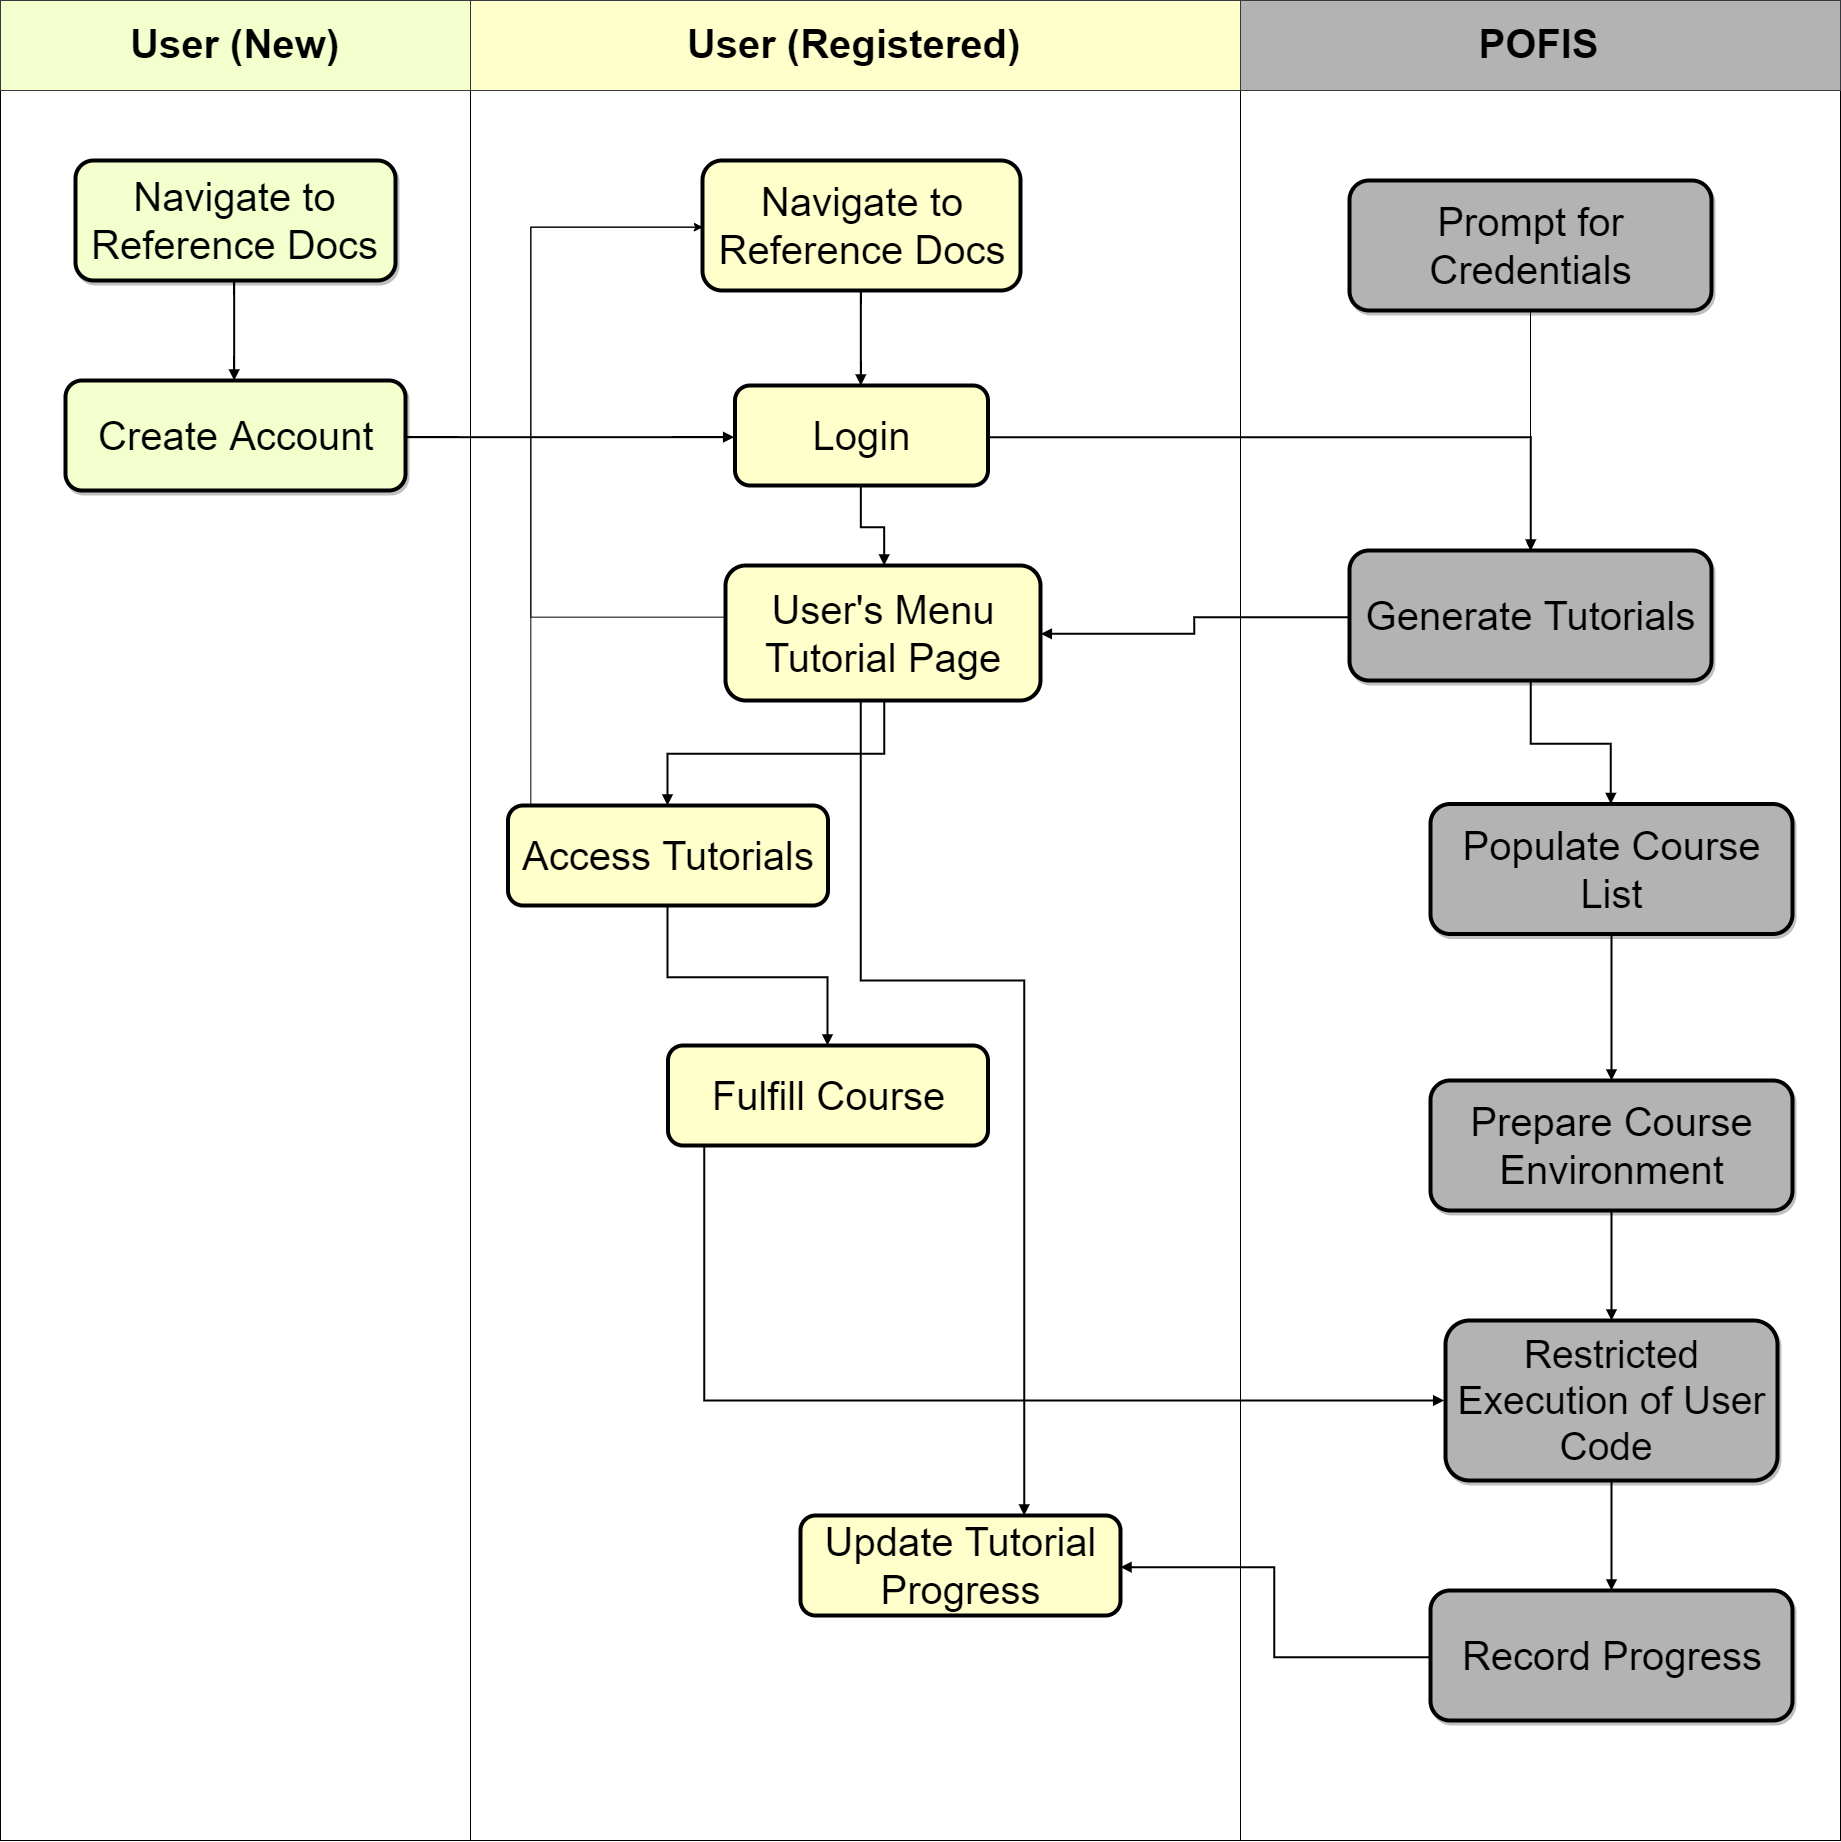 User (New)
User (Registered)
POFIS
Navigate to
Reference Docs
Create Account
Navigate to
Reference Docs
Login
User's Menu
Tutorial Page
Access Tutorials
Fulfill Course
Update Tutorial
Progress
Prompt for
Credentials
Generate Tutorials
Populate Course
List
Prepare Course
Environment
Restricted
Execution of User
Code
Record Progress